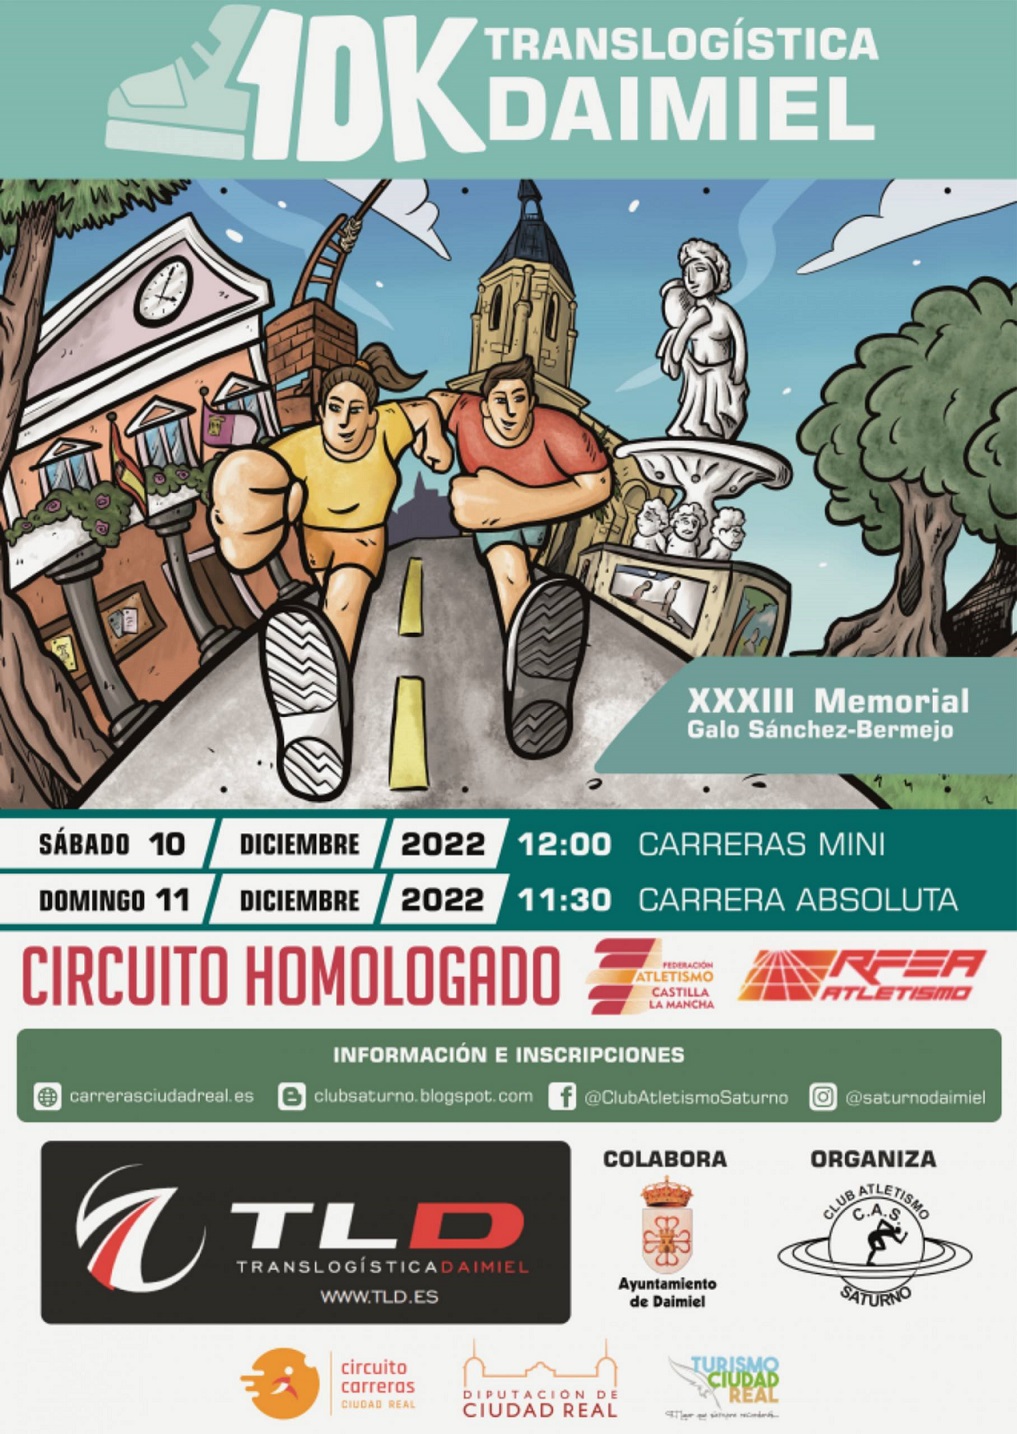 10K
TRANSLOGÍSTICA
DAIMIEL
XXXIII Memorial
Galo Sánchez-Bermejo
SÁBADO 10 DICIEMBRE 2022 12:00 CARRERAS MINI
DOMINGO 11 DICIEMBRE 2022 11:30 CARRERA ABSOLUTA
CIRCUITO HOMOLOGADO
FEDERACIÓN
ATLETISMO
CASTILLA
LA MANCHA
RFEA
ATLETISMO
INFORMACIÓN E INSCRIPCIONES
carrerasciudadreal.es clubsaturno.blogspot.com @ClubAtletismoSaturno @saturnodaimiel
TLD
TRANSLOGÍSTICADAIMIEL
WWW.TLD.ES
COLABORA
Ayuntamiento
de Daimiel
ORGANIZA
CLUB ATLETISMO
C.A.S.
SATURNO
circuito
carreras
CIUDAD REAL
DIPUTACIÓN DE
CIUDAD REAL
TURISMO
CIUDAD
REAL